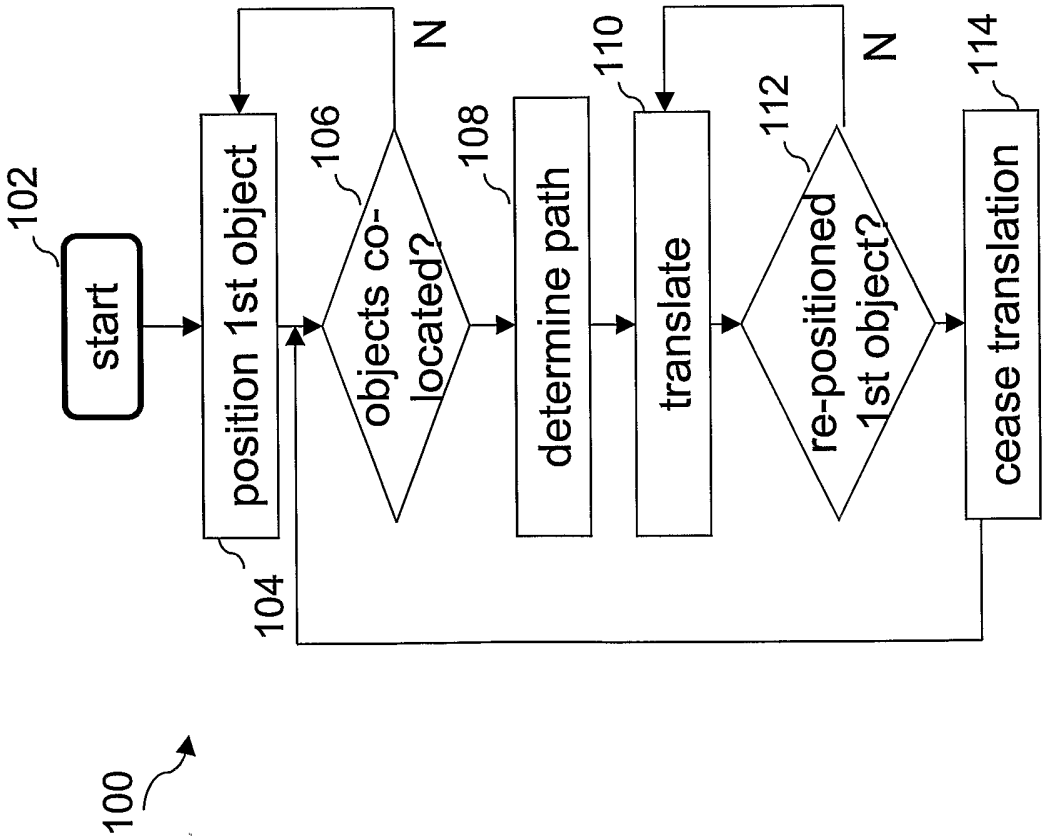 100
start
102
position 1st object
104
objects co-
located?
106
N
determine path
108
translate
110
re-positioned
1st object?
112
N
cease translation
114